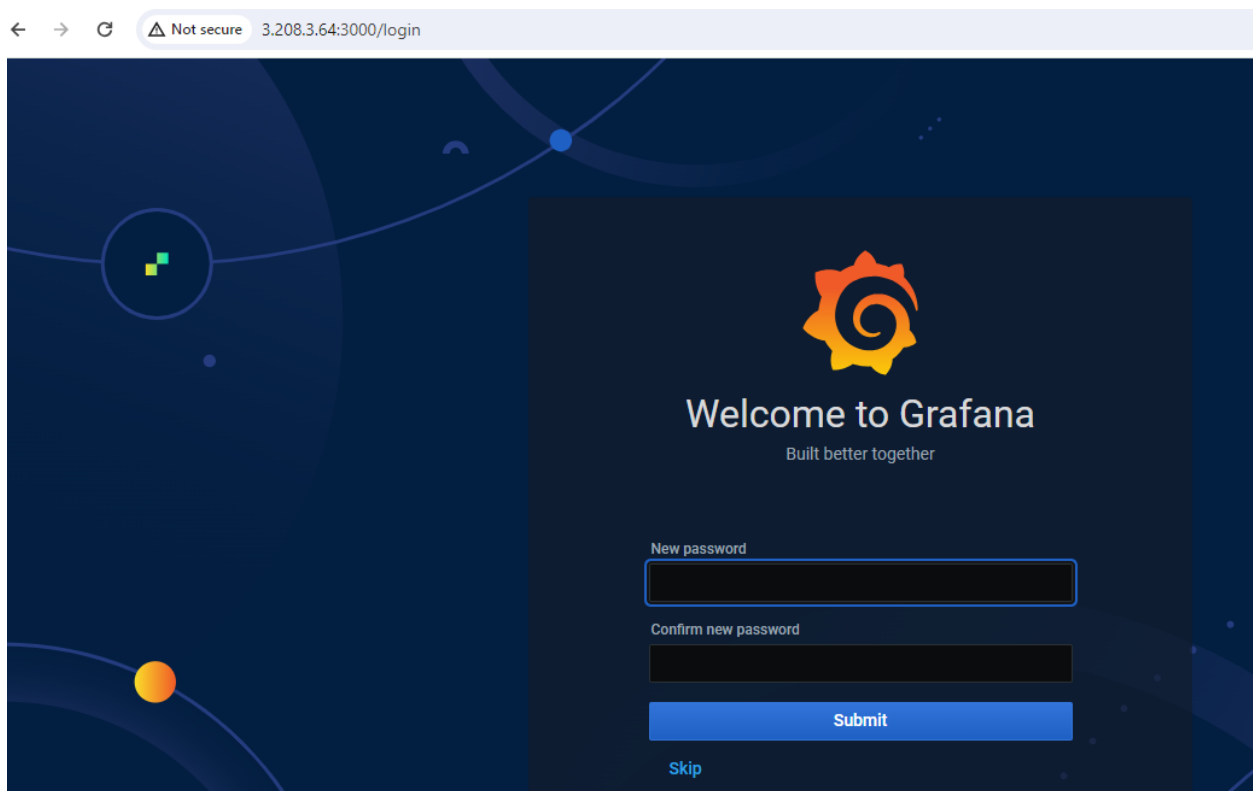 Not secure 3.208.3.64:3000/login
Welcome to Grafana
Built better together
New password
Confirm new password
Submit
Skip